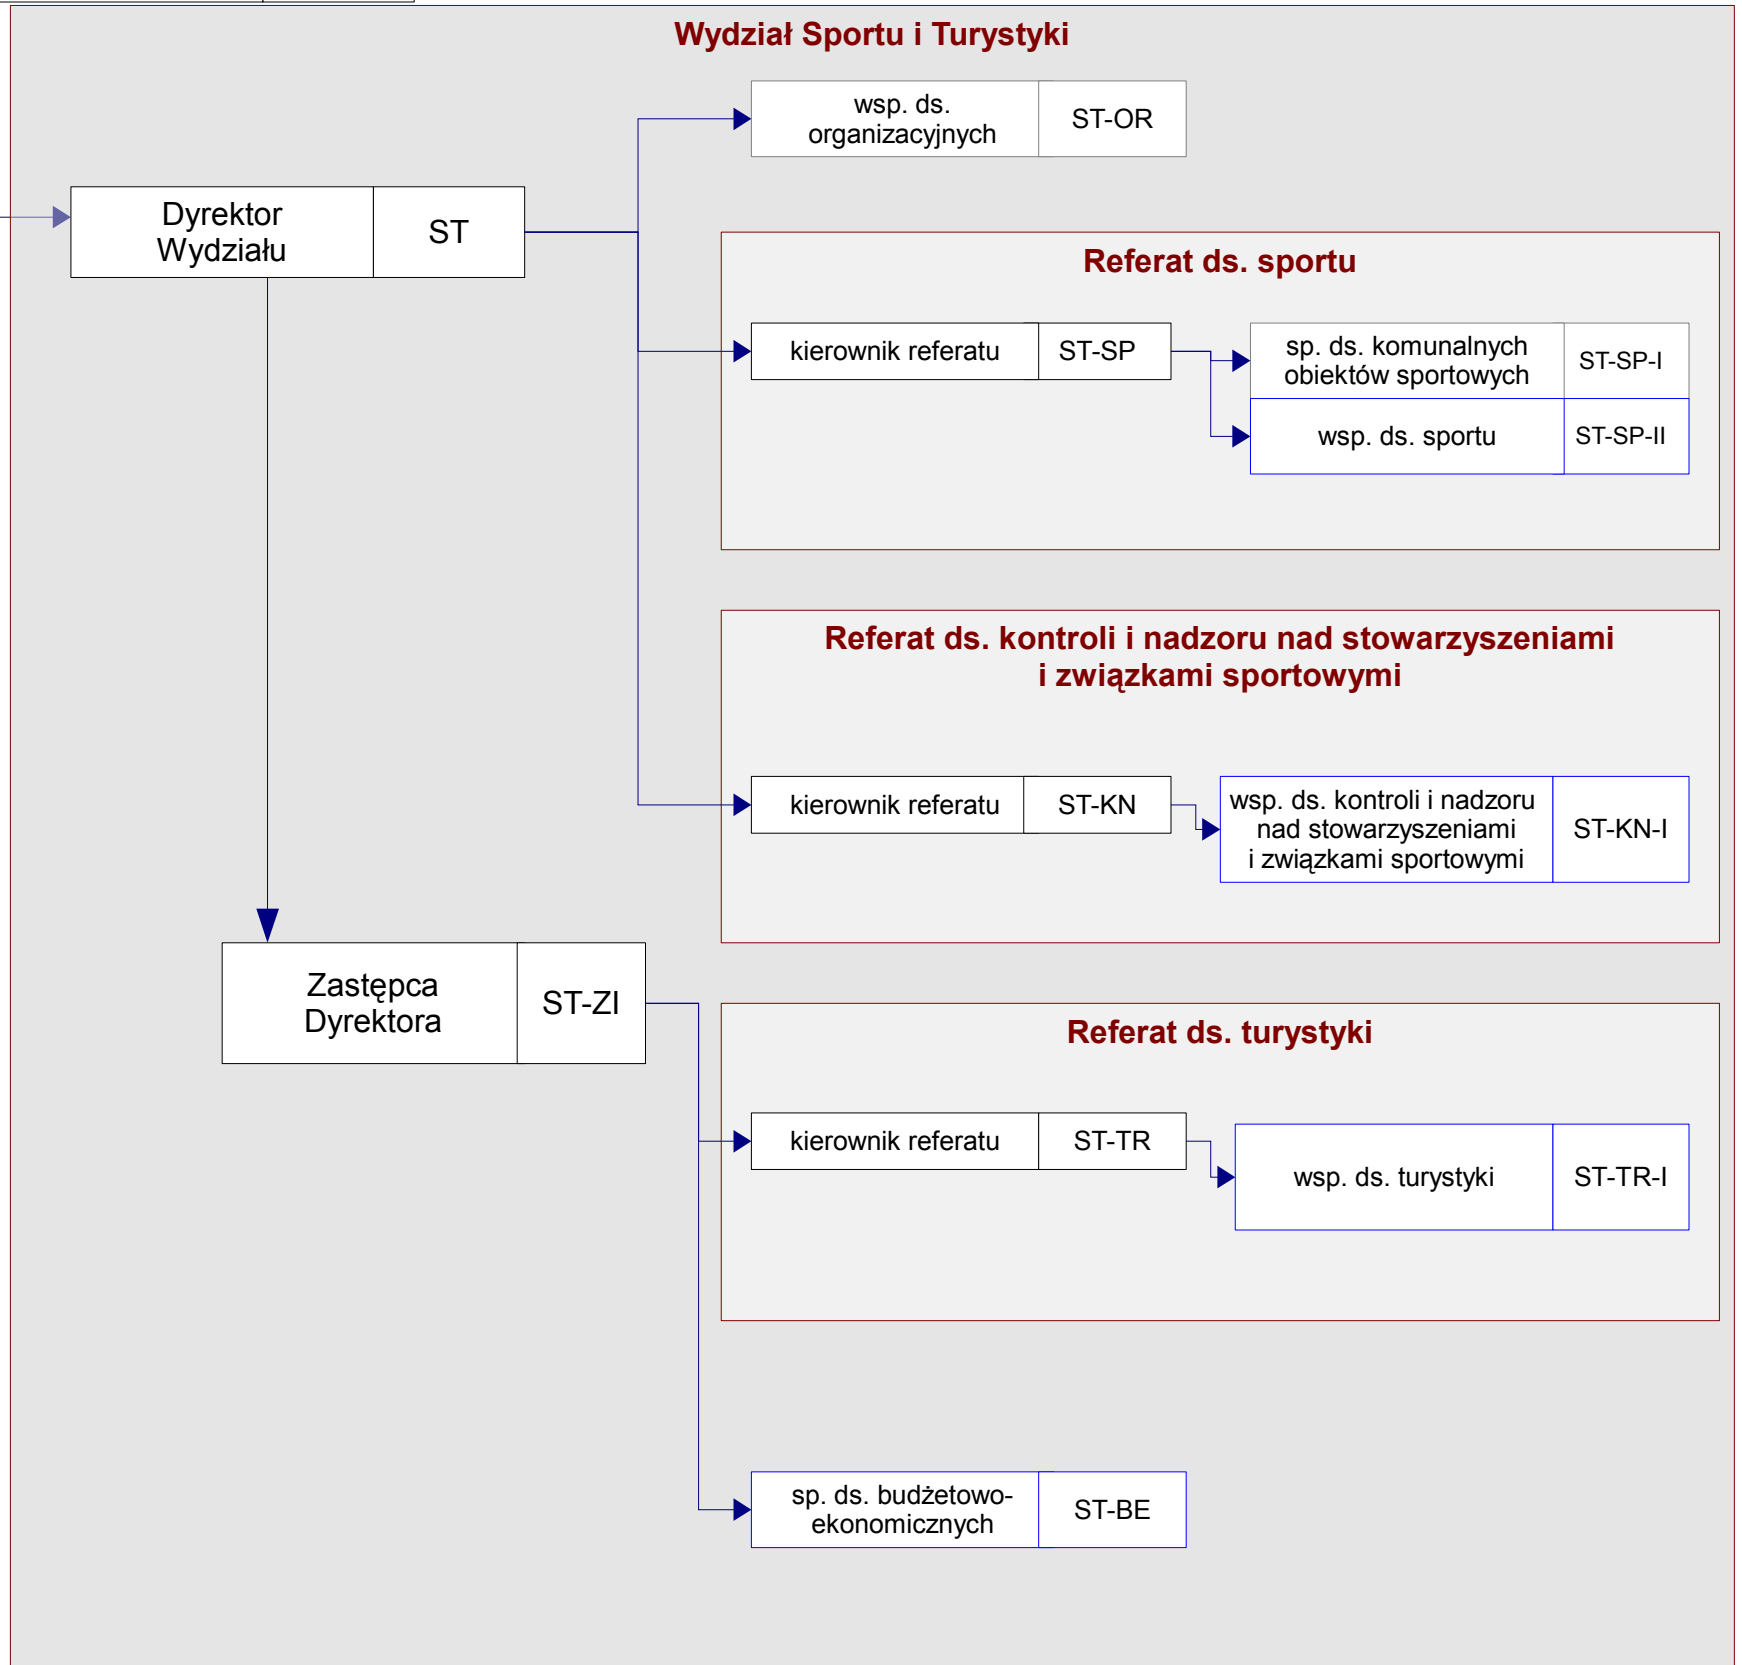 Wydział Sportu i Turystyki
wsp. ds.
organizacyjnych
ST-OR
Dyrektor
Wydziału
ST
Referat ds. sportu
kierownik referatu
ST-SP
sp. ds. komunalnych
obiektów sportowych
ST-SP-I
wsp. ds. sportu
ST-SP-II
Referat ds. kontroli i nadzoru nad stowarzyszeniami
i związkami sportowymi
kierownik referatu
ST-KN
wsp. ds. kontroli i nadzoru
nad stowarzyszeniami
i związkami sportowymi
ST-KN-I
Zastępca
Dyrektora
ST-ZI
Referat ds. turystyki
kierownik referatu
ST-TR
wsp. ds. turystyki
ST-TR-I
sp. ds. budżetowo-
ekonomicznych
ST-BE